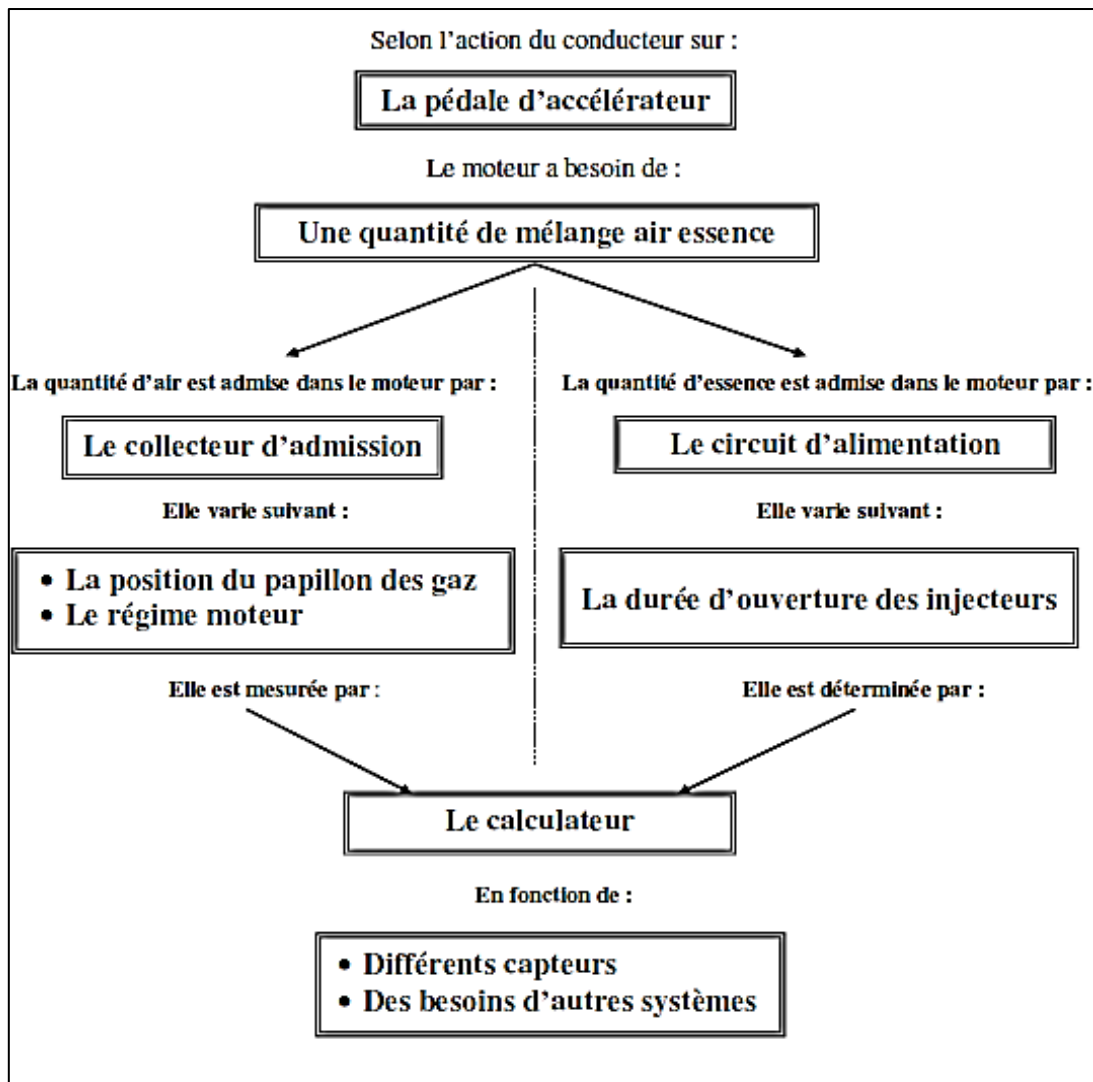 Selon l'action du conducteur sur :
La pédale d'accélérateur
Le moteur a besoin de :
Une quantité de mélange air essence
La quantité d'air est admise dans le moteur par :
Le collecteur d'admission
Elle varie suivant :
• La position du papillon des gaz
• Le régime moteur
Elle est mesurée par :
La quantité d'essence est admise dans le moteur par :
Le circuit d'alimentation
Elle varie suivant :
La durée d'ouverture des injecteurs
Elle est déterminée par :
Le calculateur
En fonction de :
• Différents capteurs
• Des besoins d'autres systèmes